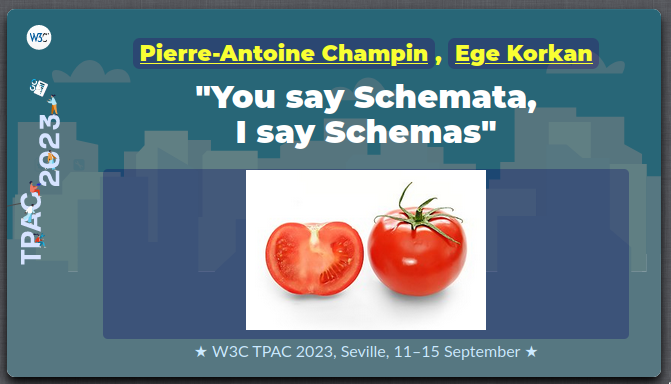 W3C
TPAC 2023
Pierre-Antoine Champin , Ege Korkan
"You say Schemata,
I say Schemas"
★ W3C TPAC 2023, Seville, 11–15 September ★